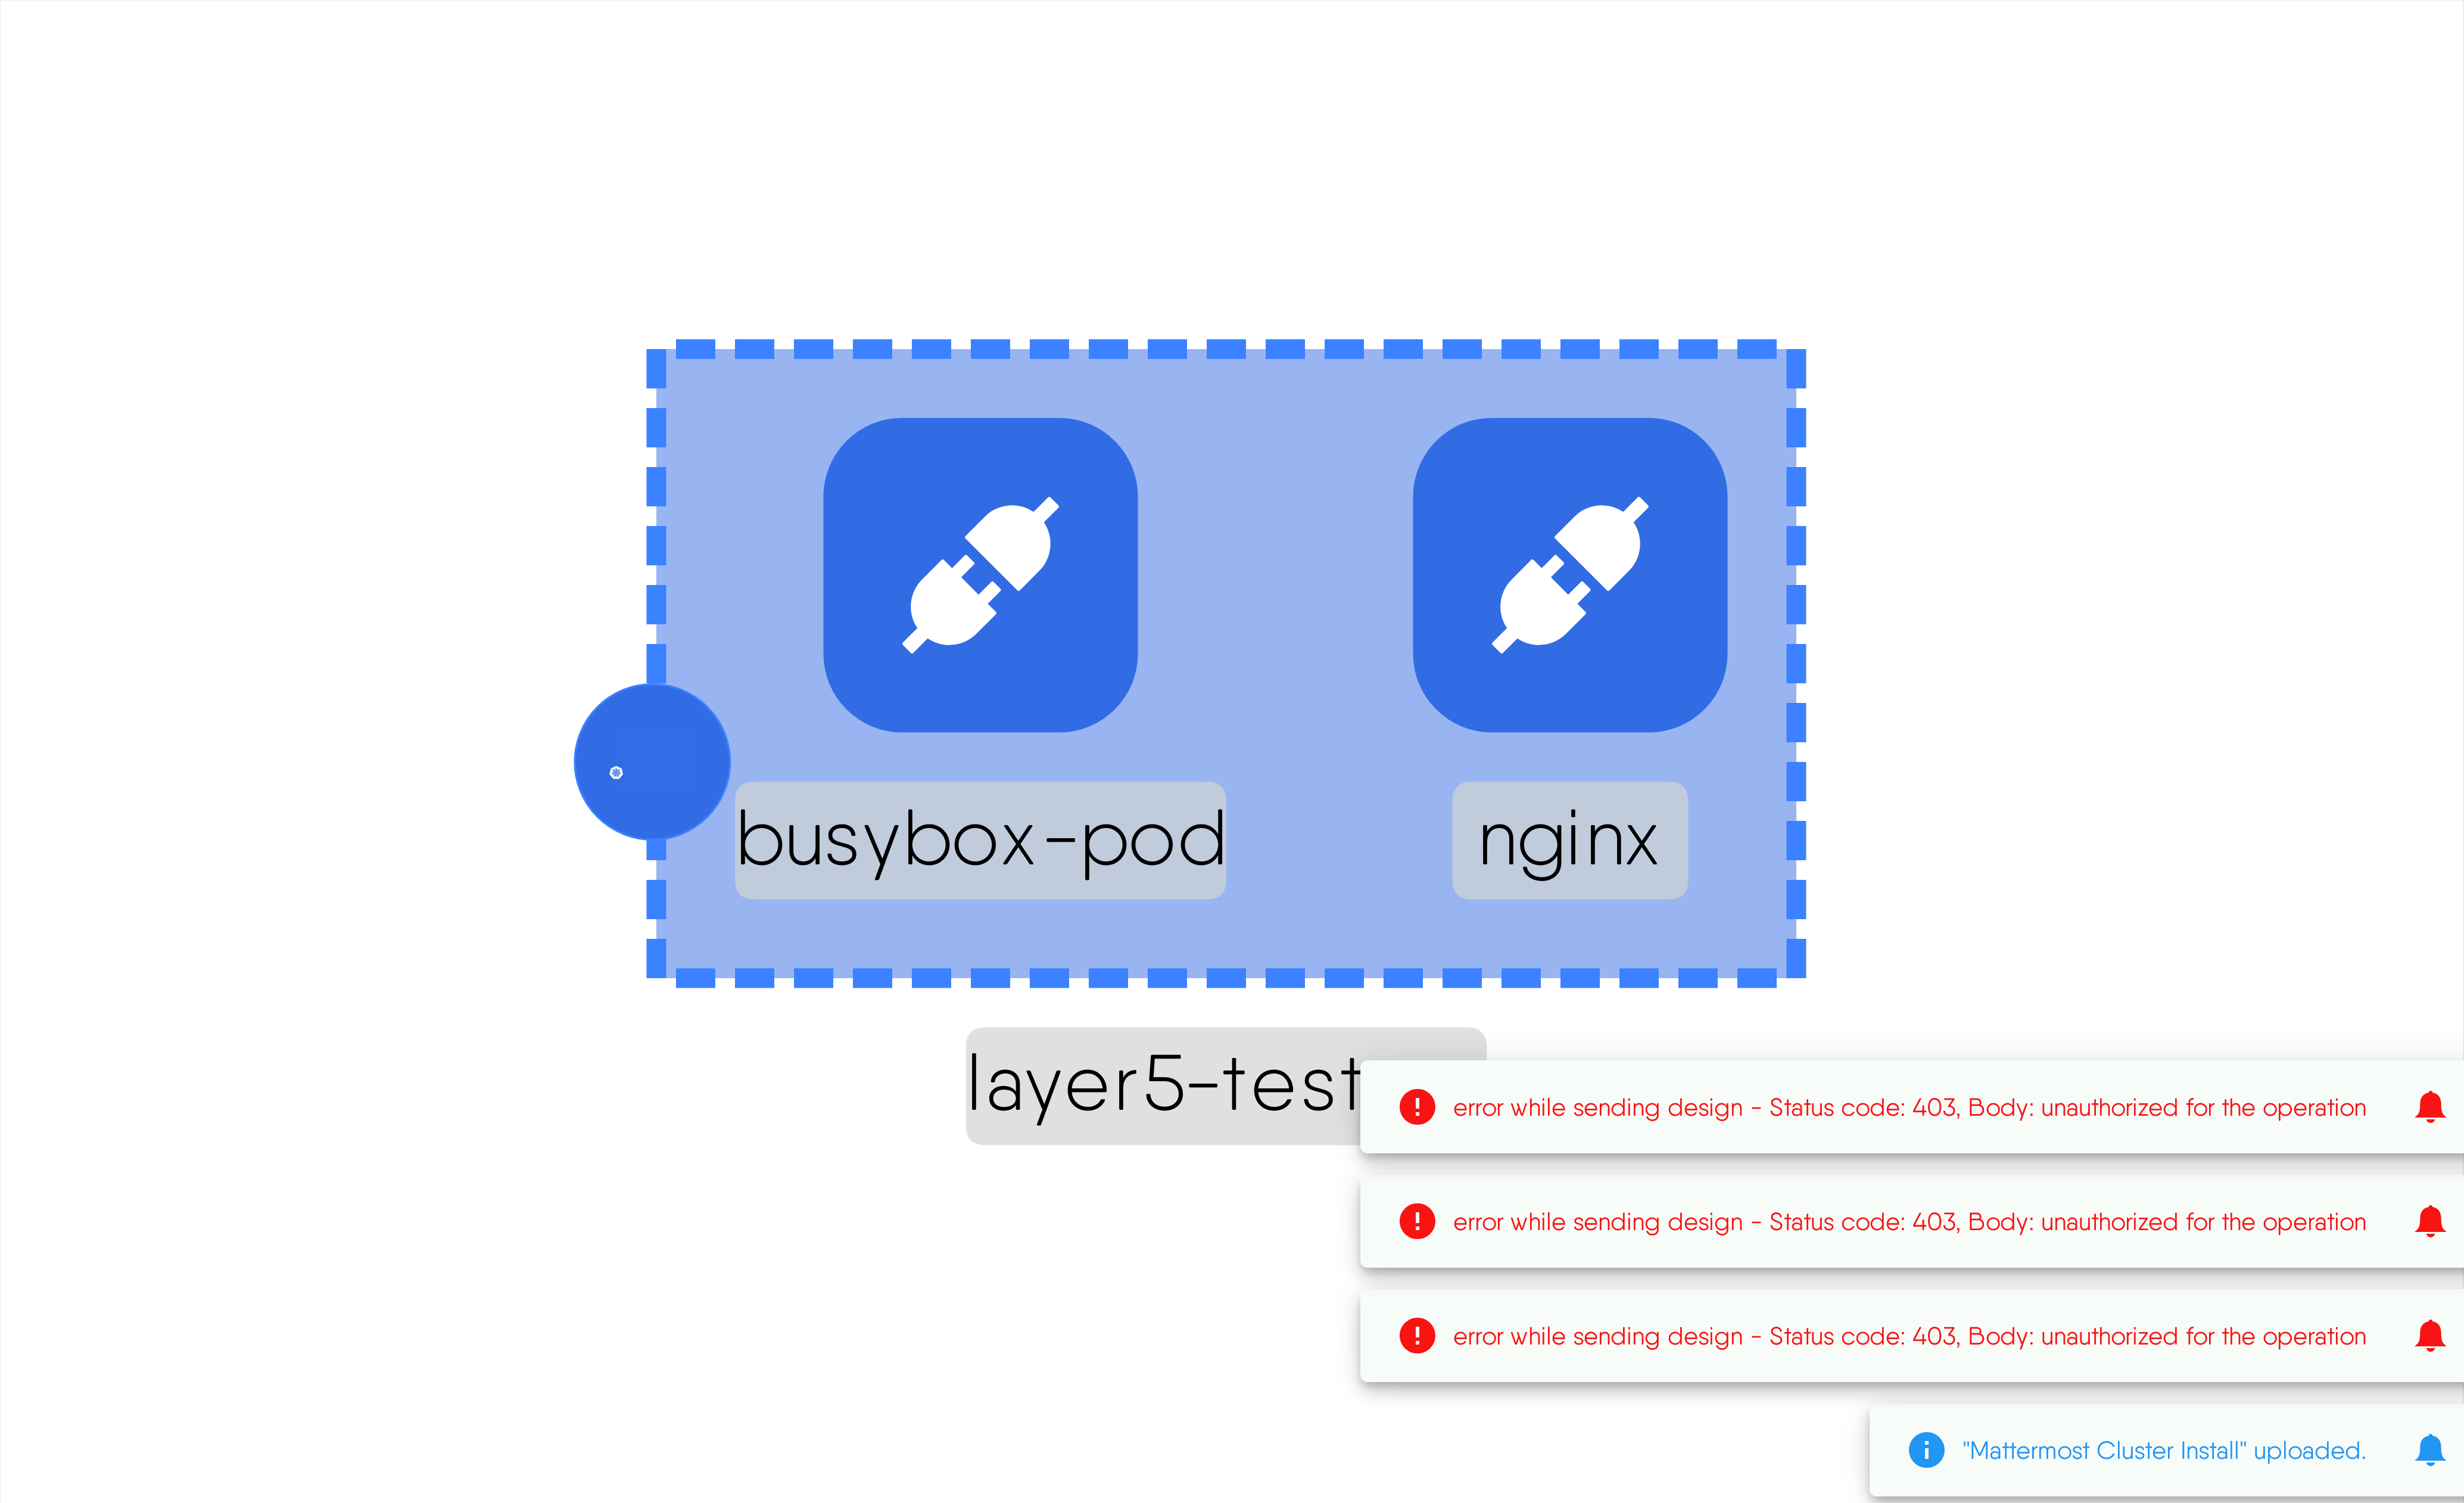 busybox-pod
nginx
layer5-test
error while sending design - Status code: 403, Body: unauthorized for the operation
error while sending design - Status code: 403, Body: unauthorized for the operation
error while sending design - Status code: 403, Body: unauthorized for the operation
"Mattermost Cluster Install" uploaded.